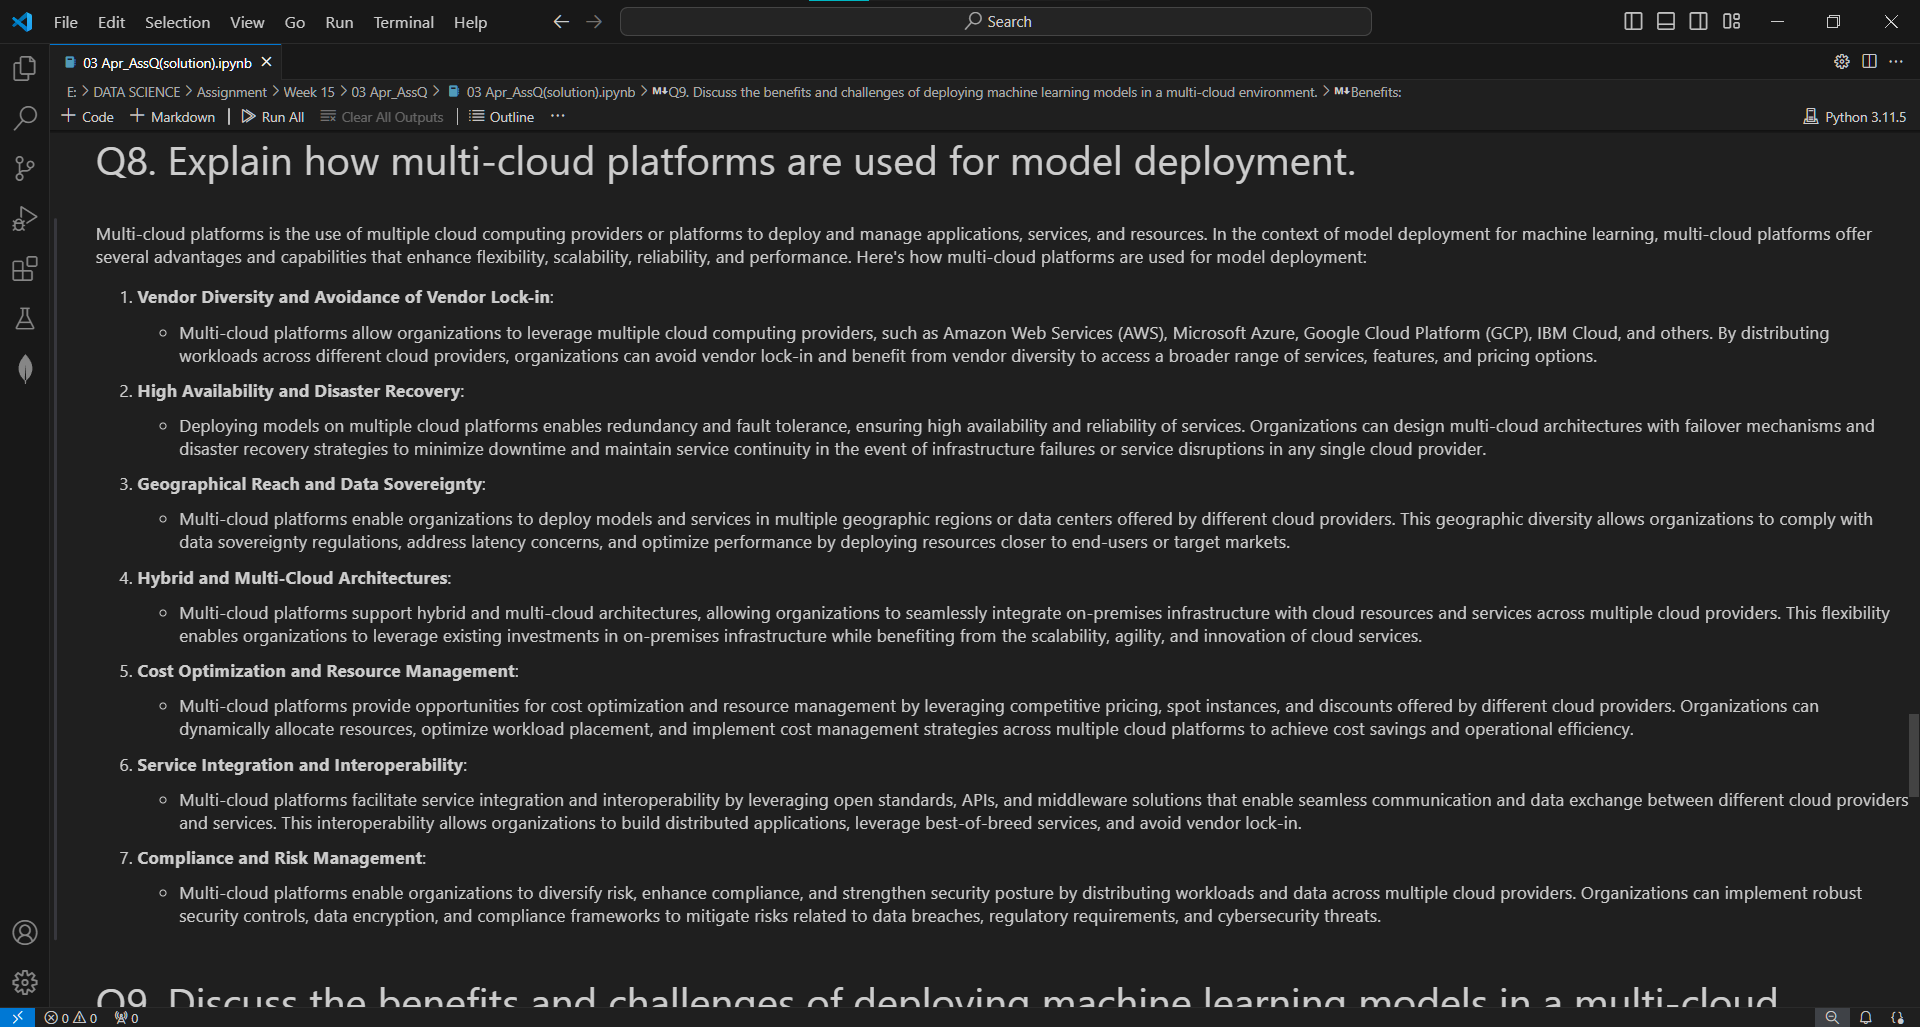 File Edit Selection View Go Run Terminal Help
Search
03 Apr_AssQ(solution).ipynb
E: > DATA SCIENCE > Assignment > Week 15 > 03 Apr_AssQ > 03 Apr_AssQ(solution).ipynb > M↓Q9. Discuss the benefits and challenges of deploying machine learning models in a multi-cloud environment. > M↓Benefits:
+ Code + Markdown | Run All Clear All Outputs | Outline ...
Python 3.11.5
Q8. Explain how multi-cloud platforms are used for model deployment.
Multi-cloud platforms is the use of multiple cloud computing providers or platforms to deploy and manage applications, services, and resources. In the context of model deployment for machine learning, multi-cloud platforms offer
several advantages and capabilities that enhance flexibility, scalability, reliability, and performance. Here's how multi-cloud platforms are used for model deployment:
1. Vendor Diversity and Avoidance of Vendor Lock-in:
◦ Multi-cloud platforms allow organizations to leverage multiple cloud computing providers, such as Amazon Web Services (AWS), Microsoft Azure, Google Cloud Platform (GCP), IBM Cloud, and others. By distributing
workloads across different cloud providers, organizations can avoid vendor lock-in and benefit from vendor diversity to access a broader range of services, features, and pricing options.
2. High Availability and Disaster Recovery:
◦ Deploying models on multiple cloud platforms enables redundancy and fault tolerance, ensuring high availability and reliability of services. Organizations can design multi-cloud architectures with failover mechanisms and
disaster recovery strategies to minimize downtime and maintain service continuity in the event of infrastructure failures or service disruptions in any single cloud provider.
3. Geographical Reach and Data Sovereignty:
◦ Multi-cloud platforms enable organizations to deploy models and services in multiple geographic regions or data centers offered by different cloud providers. This geographic diversity allows organizations to comply with
data sovereignty regulations, address latency concerns, and optimize performance by deploying resources closer to end-users or target markets.
4. Hybrid and Multi-Cloud Architectures:
◦ Multi-cloud platforms support hybrid and multi-cloud architectures, allowing organizations to seamlessly integrate on-premises infrastructure with cloud resources and services across multiple cloud providers. This flexibility
enables organizations to leverage existing investments in on-premises infrastructure while benefiting from the scalability, agility, and innovation of cloud services.
5. Cost Optimization and Resource Management:
◦ Multi-cloud platforms provide opportunities for cost optimization and resource management by leveraging competitive pricing, spot instances, and discounts offered by different cloud providers. Organizations can
dynamically allocate resources, optimize workload placement, and implement cost management strategies across multiple cloud platforms to achieve cost savings and operational efficiency.
6. Service Integration and Interoperability:
◦ Multi-cloud platforms facilitate service integration and interoperability by leveraging open standards, APIs, and middleware solutions that enable seamless communication and data exchange between different cloud providers
and services. This interoperability allows organizations to build distributed applications, leverage best-of-breed services, and avoid vendor lock-in.
7. Compliance and Risk Management:
◦ Multi-cloud platforms enable organizations to diversify risk, enhance compliance, and strengthen security posture by distributing workloads and data across multiple cloud providers. Organizations can implement robust
security controls, data encryption, and compliance frameworks to mitigate risks related to data breaches, regulatory requirements, and cybersecurity threats.
Q9. Discuss the benefits and challenges of deploying machine learning models in a multi-cloud
0 0 0